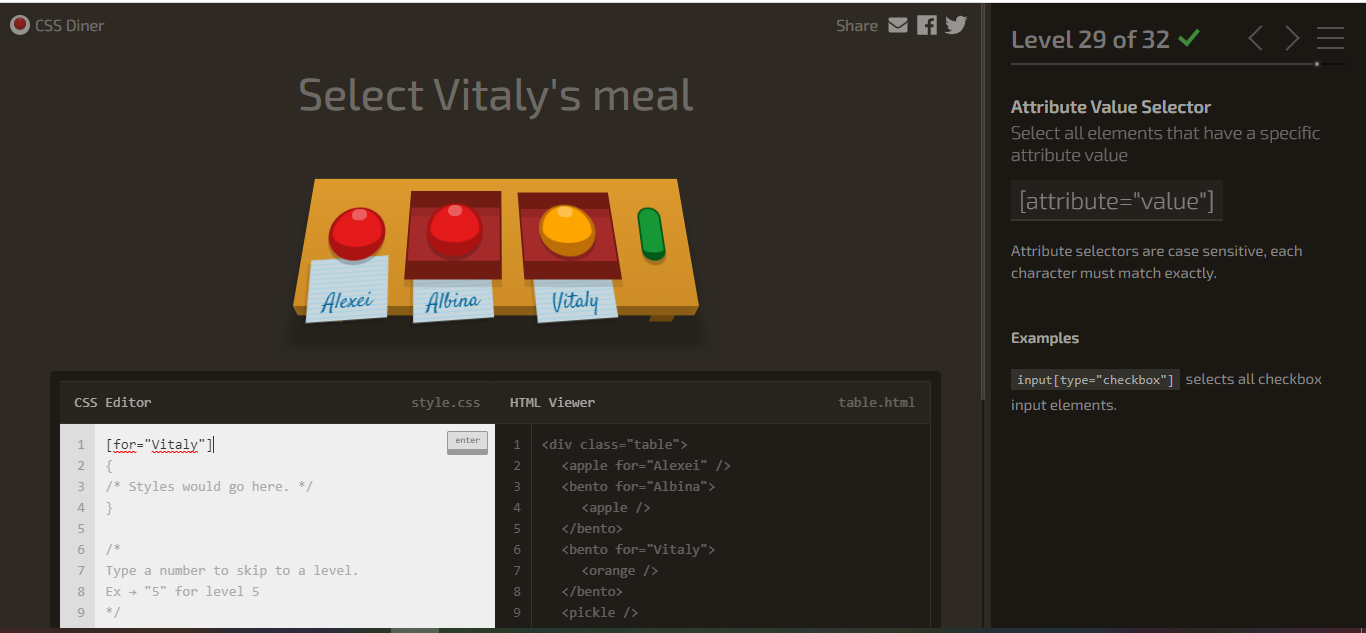 CSS Diner
Share
Select Vitaly's meal
Alexei
Albina
Vitaly
CSS Editor
style.css
HTML Viewer
table.html
1
2
3
4
5
6
7
8
9
[for="Vitaly"]
enter
{
/* Styles would go here. */
}
/*
Type a number to skip to a level.
Ex → "5" for level 5
*/
1
2
3
4
5
6
7
8
9
<div class="table">
<apple for="Alexei" />
<bento for="Albina">
<apple />
</bento>
<bento for="Vitaly">
<orange />
</bento>
<pickle />
Level 29 of 32
Attribute Value Selector
Select all elements that have a specific
attribute value
[attribute="value"]
Attribute selectors are case sensitive, each
character must match exactly.
Examples
input[type="checkbox"] selects all checkbox
input elements.